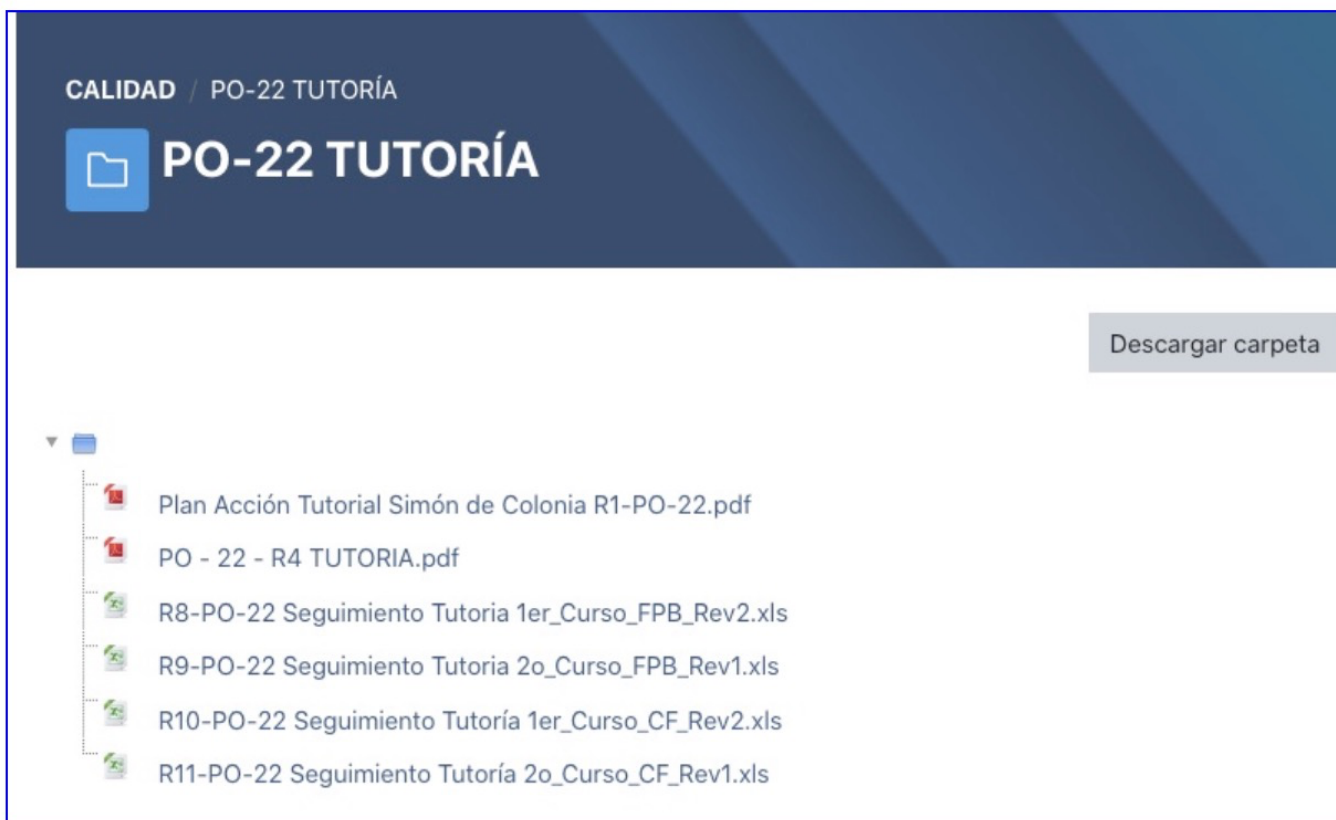 CALIDAD / PO-22 TUTORÍA
PO-22 TUTORÍA
Descargar carpeta
Plan Acción Tutorial Simón de Colonia R1-PO-22.pdf
PO - 22 - R4 TUTORIA.pdf
R8-PO-22 Seguimiento Tutoria 1er_Curso_FPB_Rev2.xls
R9-PO-22 Seguimiento Tutoria 2o_Curso_FPB_Rev1.xls
R10-PO-22 Seguimiento Tutoría 1er_Curso_CF_Rev2.xls
R11-PO-22 Seguimiento Tutoría 2o_Curso_CF_Rev1.xls